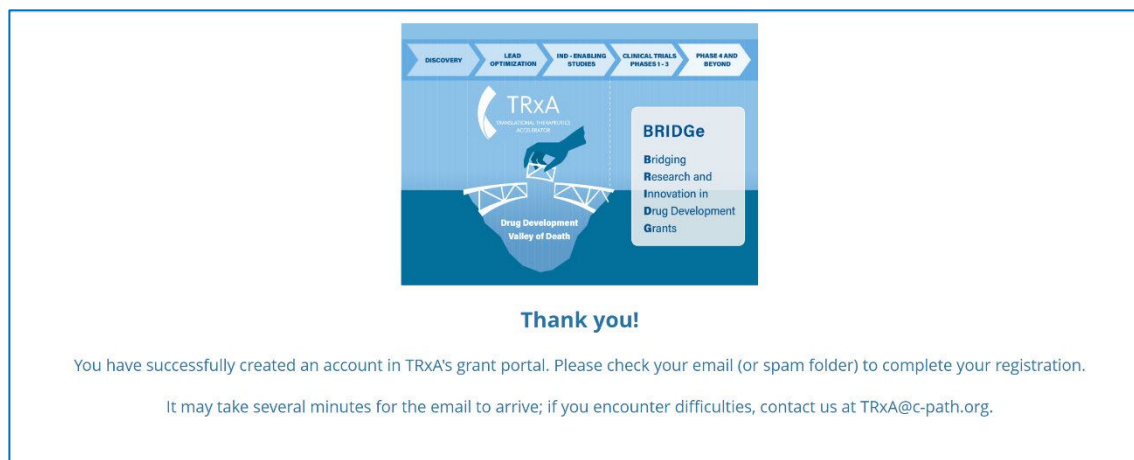 DISCOVERY
LEAD
OPTIMIZATION
IND - ENABLING
STUDIES
CLINICAL TRIALS
PHASES 1 - 3
PHASE 4 AND
BEYOND
TRxA
TRANSLATIONAL THERAPEUTICS
ACCELERATOR
Drug Development
Valley of Death
BRIDGe
Bridging
Research and
Innovation in
Drug Development
Grants
Thank you!
You have successfully created an account in TRxA's grant portal. Please check your email (or spam folder) to complete your registration.
It may take several minutes for the email to arrive; if you encounter difficulties, contact us at TRxA@c-path.org.